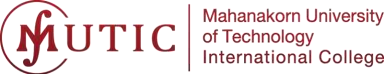 MUTIC
Mahanakorn University
of Technology
International College